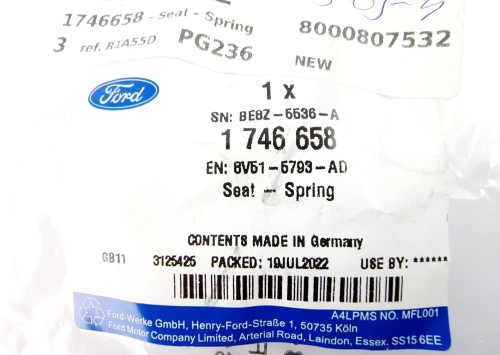 1746658 - Seat - Spring
3 ref. R1A55D PG236
8000807532
NEW
Ford
1 x
SN: BE8Z-5536-A
1 746 658
EN: 8V51-5793-AD
Seat - Spring
CONTENTS MADE IN Germany
GB11 3125425 PACKED: 19JUL2022 USE BY: ******
A4LPMS NO. MFL001
Ford-Werke GmbH, Henry-Ford-Straße 1, 50735 Köln
Ford Motor Company Limited, Arterial Road, Laindon, Essex, SS15 6EE